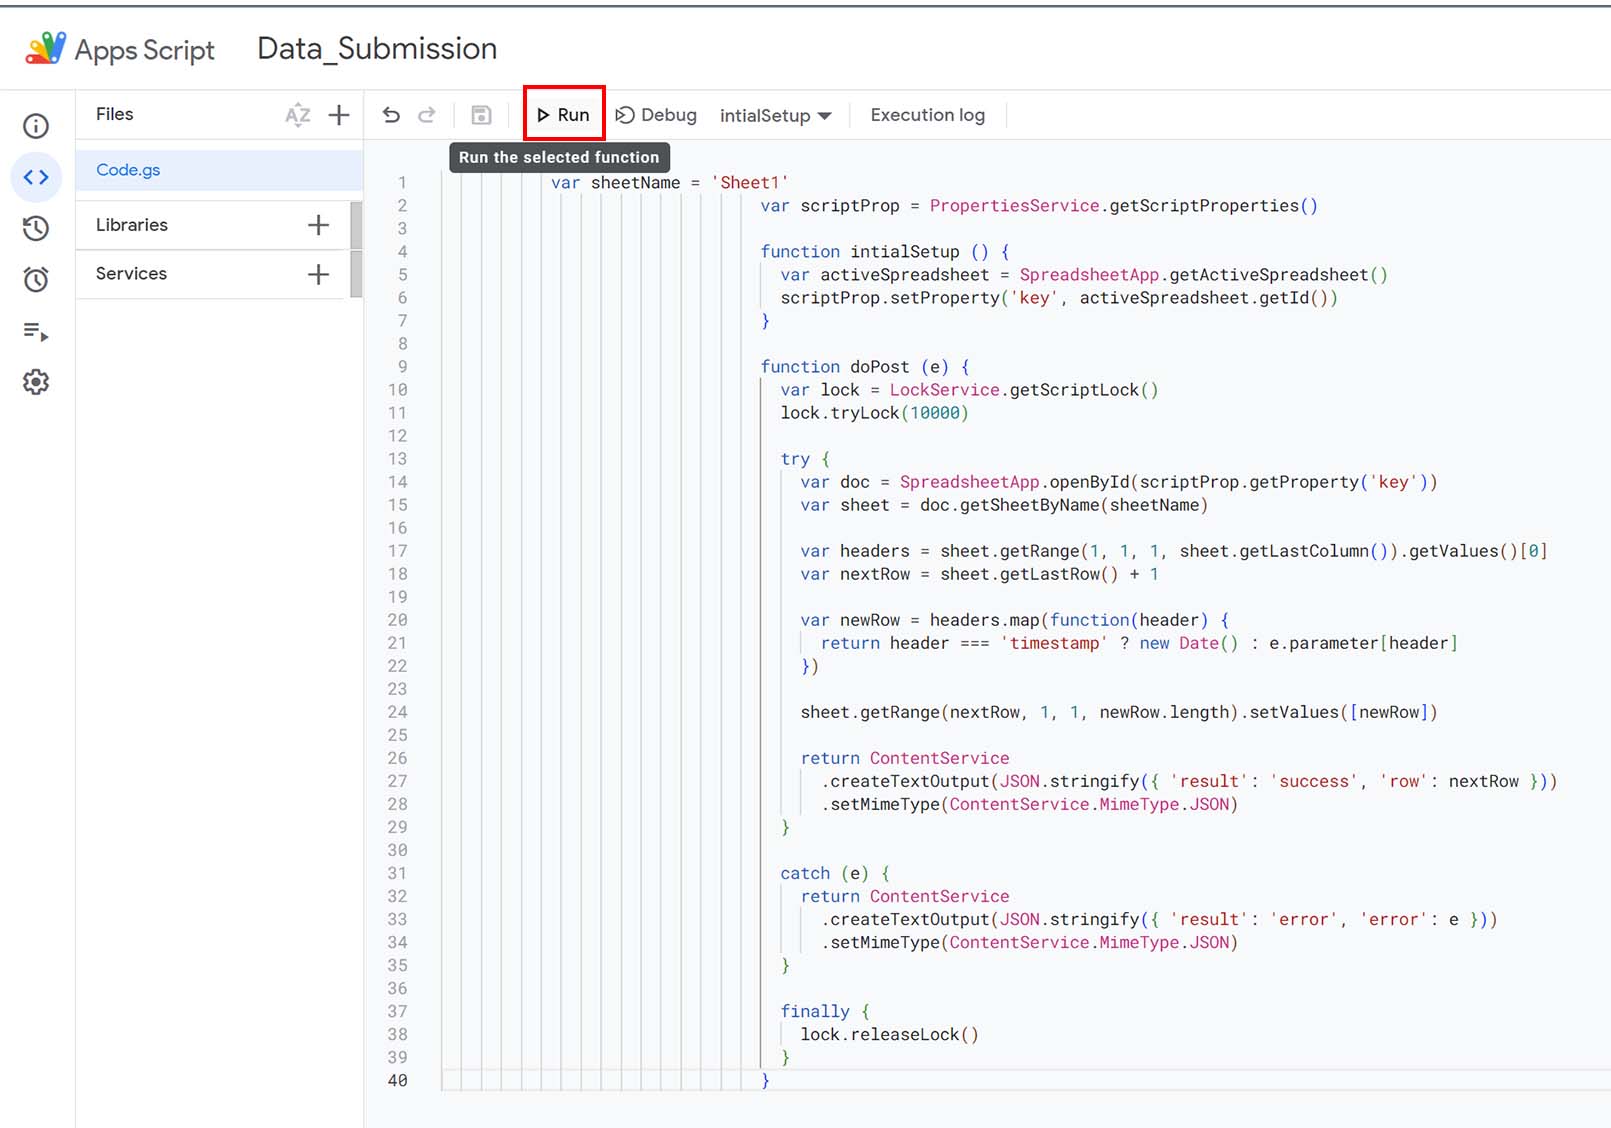 Apps Script Data_Submission
Files
Run Debug intialSetup Execution log
Run the selected function
Code.gs
Libraries
Services
1 var sheetName = 'Sheet1'
2 var scriptProp = PropertiesService.getScriptProperties()
3
4 function intialSetup () {
5 var activeSpreadsheet = SpreadsheetApp.getActiveSpreadsheet()
6 scriptProp.setProperty('key', activeSpreadsheet.getId())
7 }
8
9 function doPost (e) {
10 var lock = LockService.getScriptLock()
11 lock.tryLock(10000)
12
13 try {
14 var doc = SpreadsheetApp.openById(scriptProp.getProperty('key'))
15 var sheet = doc.getSheetByName(sheetName)
16
17 var headers = sheet.getRange(1, 1, 1, sheet.getLastColumn()).getValues()[0]
18 var nextRow = sheet.getLastRow() + 1
19
20 var newRow = headers.map(function(header) {
21 return header === 'timestamp' ? new Date() : e.parameter[header]
22 })
23
24 sheet.getRange(nextRow, 1, 1, newRow.length).setValues([newRow])
25
26 return ContentService
27 .createTextOutput(JSON.stringify({ 'result': 'success', 'row': nextRow }))
28 .setMimeType(ContentService.MimeType.JSON)
29 }
30
31 catch (e) {
32 return ContentService
33 .createTextOutput(JSON.stringify({ 'result': 'error', 'error': e }))
34 .setMimeType(ContentService.MimeType.JSON)
35 }
36
37 finally {
38 lock.releaseLock()
39 }
40 }